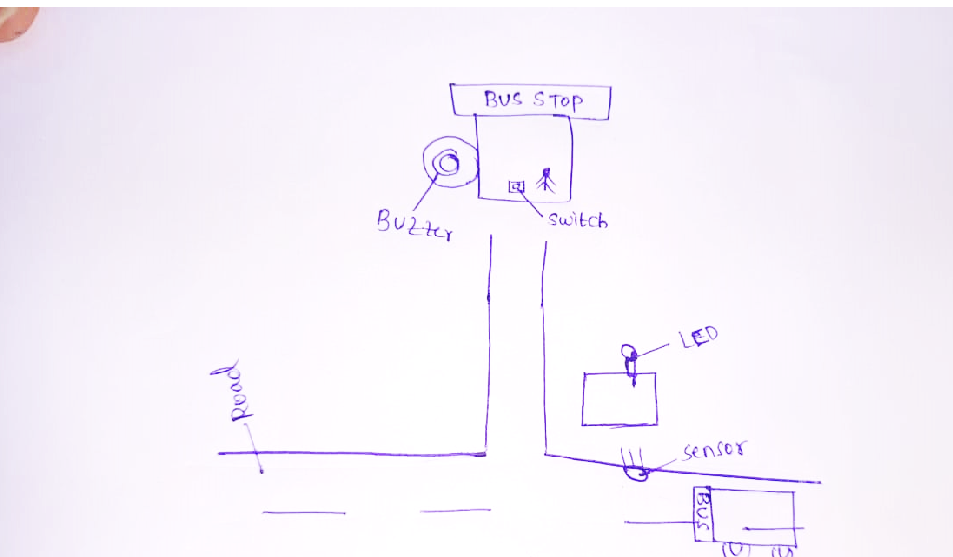 BUS STOP
BUZZer
switch
LED
Road
sensor
BUS